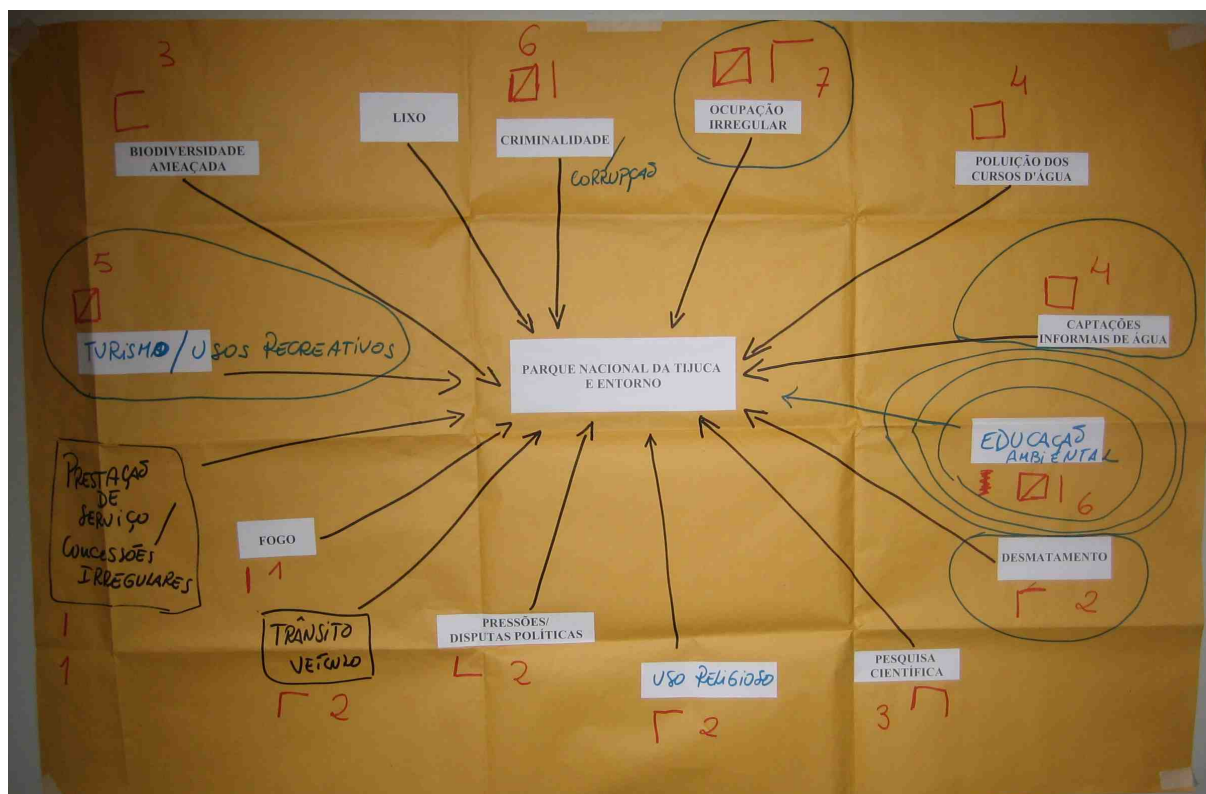 3
BIODIVERSIDADE
AMEAÇADA
LIXO
6
CRIMINALIDADE
/ CORRUPÇÃO
7
OCUPAÇÃO
IRREGULAR
4
POLUIÇÃO DOS
CURSOS D'ÁGUA
5
TURISMO / USOS RECREATIVOS
4
CAPTAÇÕES
INFORMAIS DE ÁGUA
PARQUE NACIONAL DA TIJUCA
E ENTORNO
EDUCAÇÃO
AMBIENTAL
6
PRESTAÇÃO
DE
SERVIÇO /
CONCESSÕES
IRREGULARES
1
FOGO
1
TRÂNSITO
VEÍCULO
2
PRESSÕES/
DISPUTAS POLÍTICAS
2
USO RELIGIOSO
2
PESQUISA
CIENTÍFICA
3
DESMATAMENTO
2